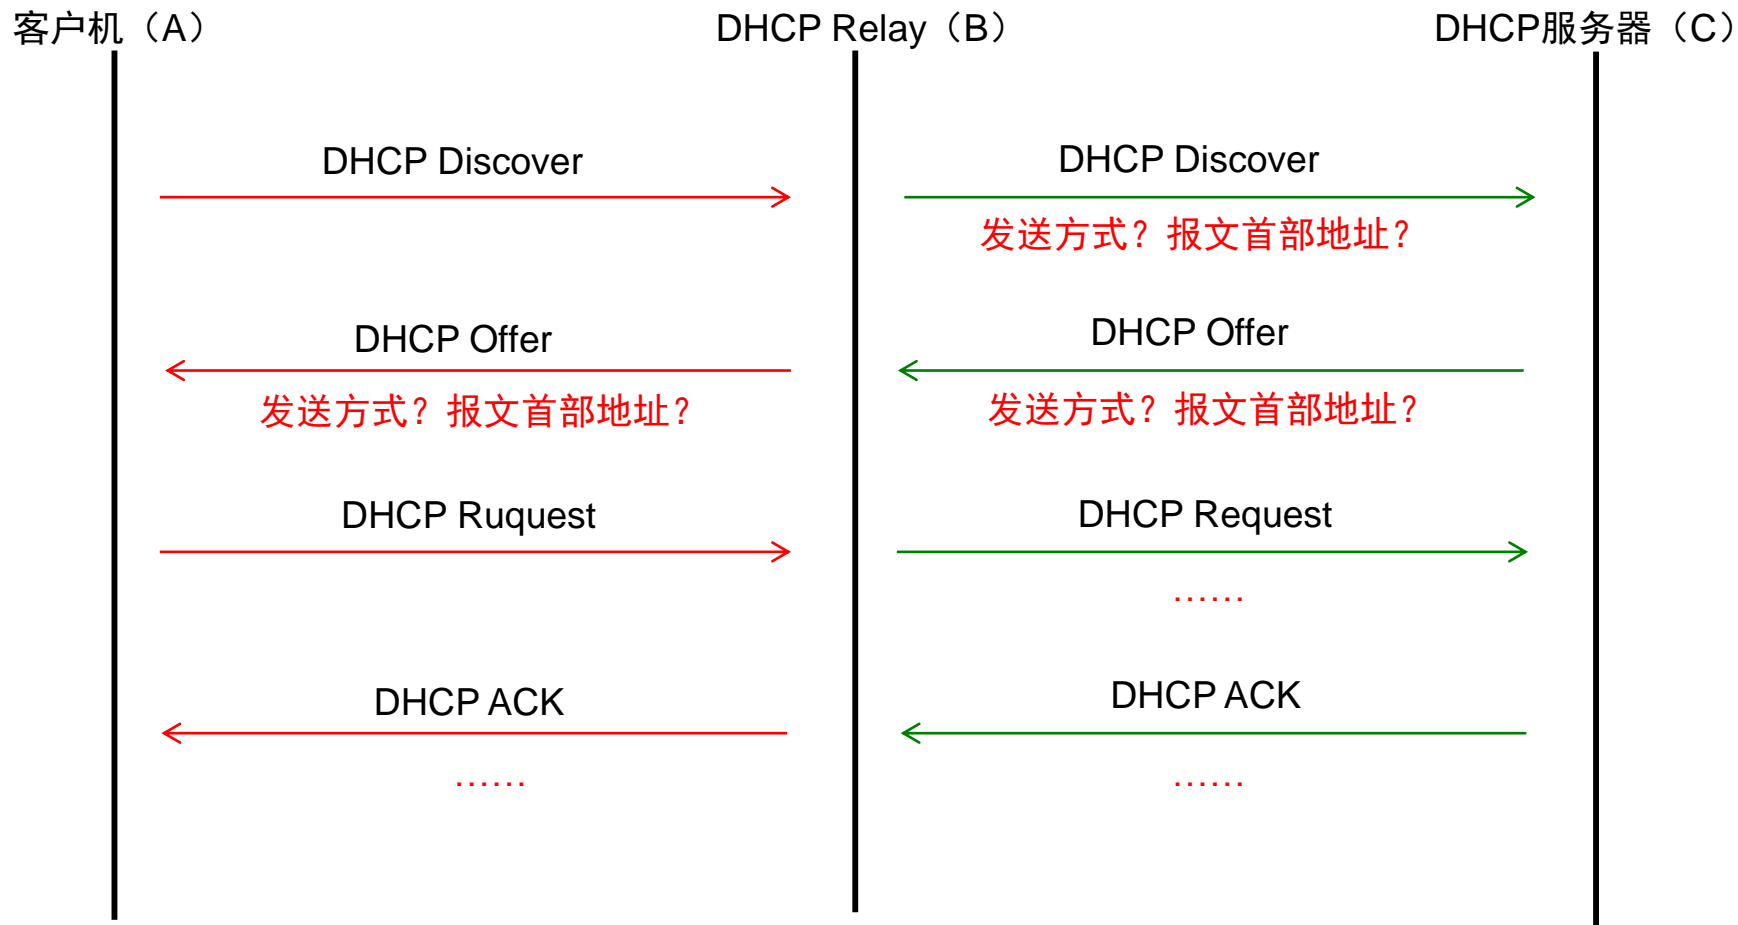 客户机（A）
DHCP Relay（B）
DHCP服务器（C）
DHCP Discover
DHCP Discover
发送方式？报文首部地址？
DHCP Offer
DHCP Offer
发送方式？报文首部地址？
发送方式？报文首部地址？
DHCP Ruquest
DHCP Request
……
DHCP ACK
DHCP ACK
……
……